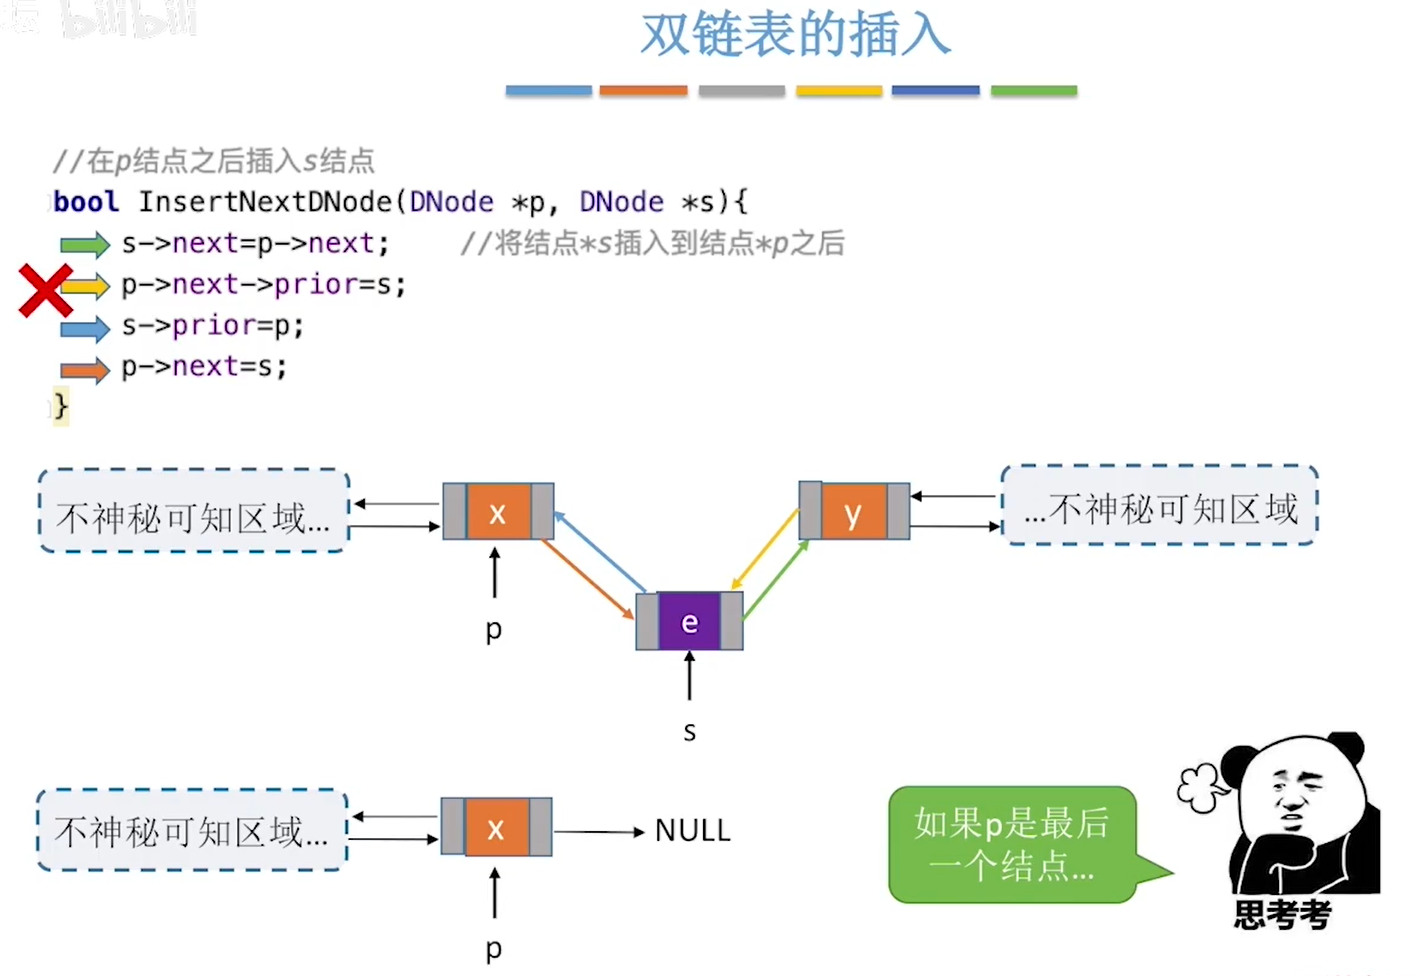 bilibili
双链表的插入
//在p结点之后插入s结点
bool InsertNextDNode(DNode *p, DNode *s){
s->next=p->next; //将结点*s插入到结点*p之后
p->next->prior=s;
s->prior=p;
p->next=s;
}
不神秘可知区域... x y ...不神秘可知区域
p e
s
不神秘可知区域... x NULL
p
如果p是最后
一个结点...
思考考